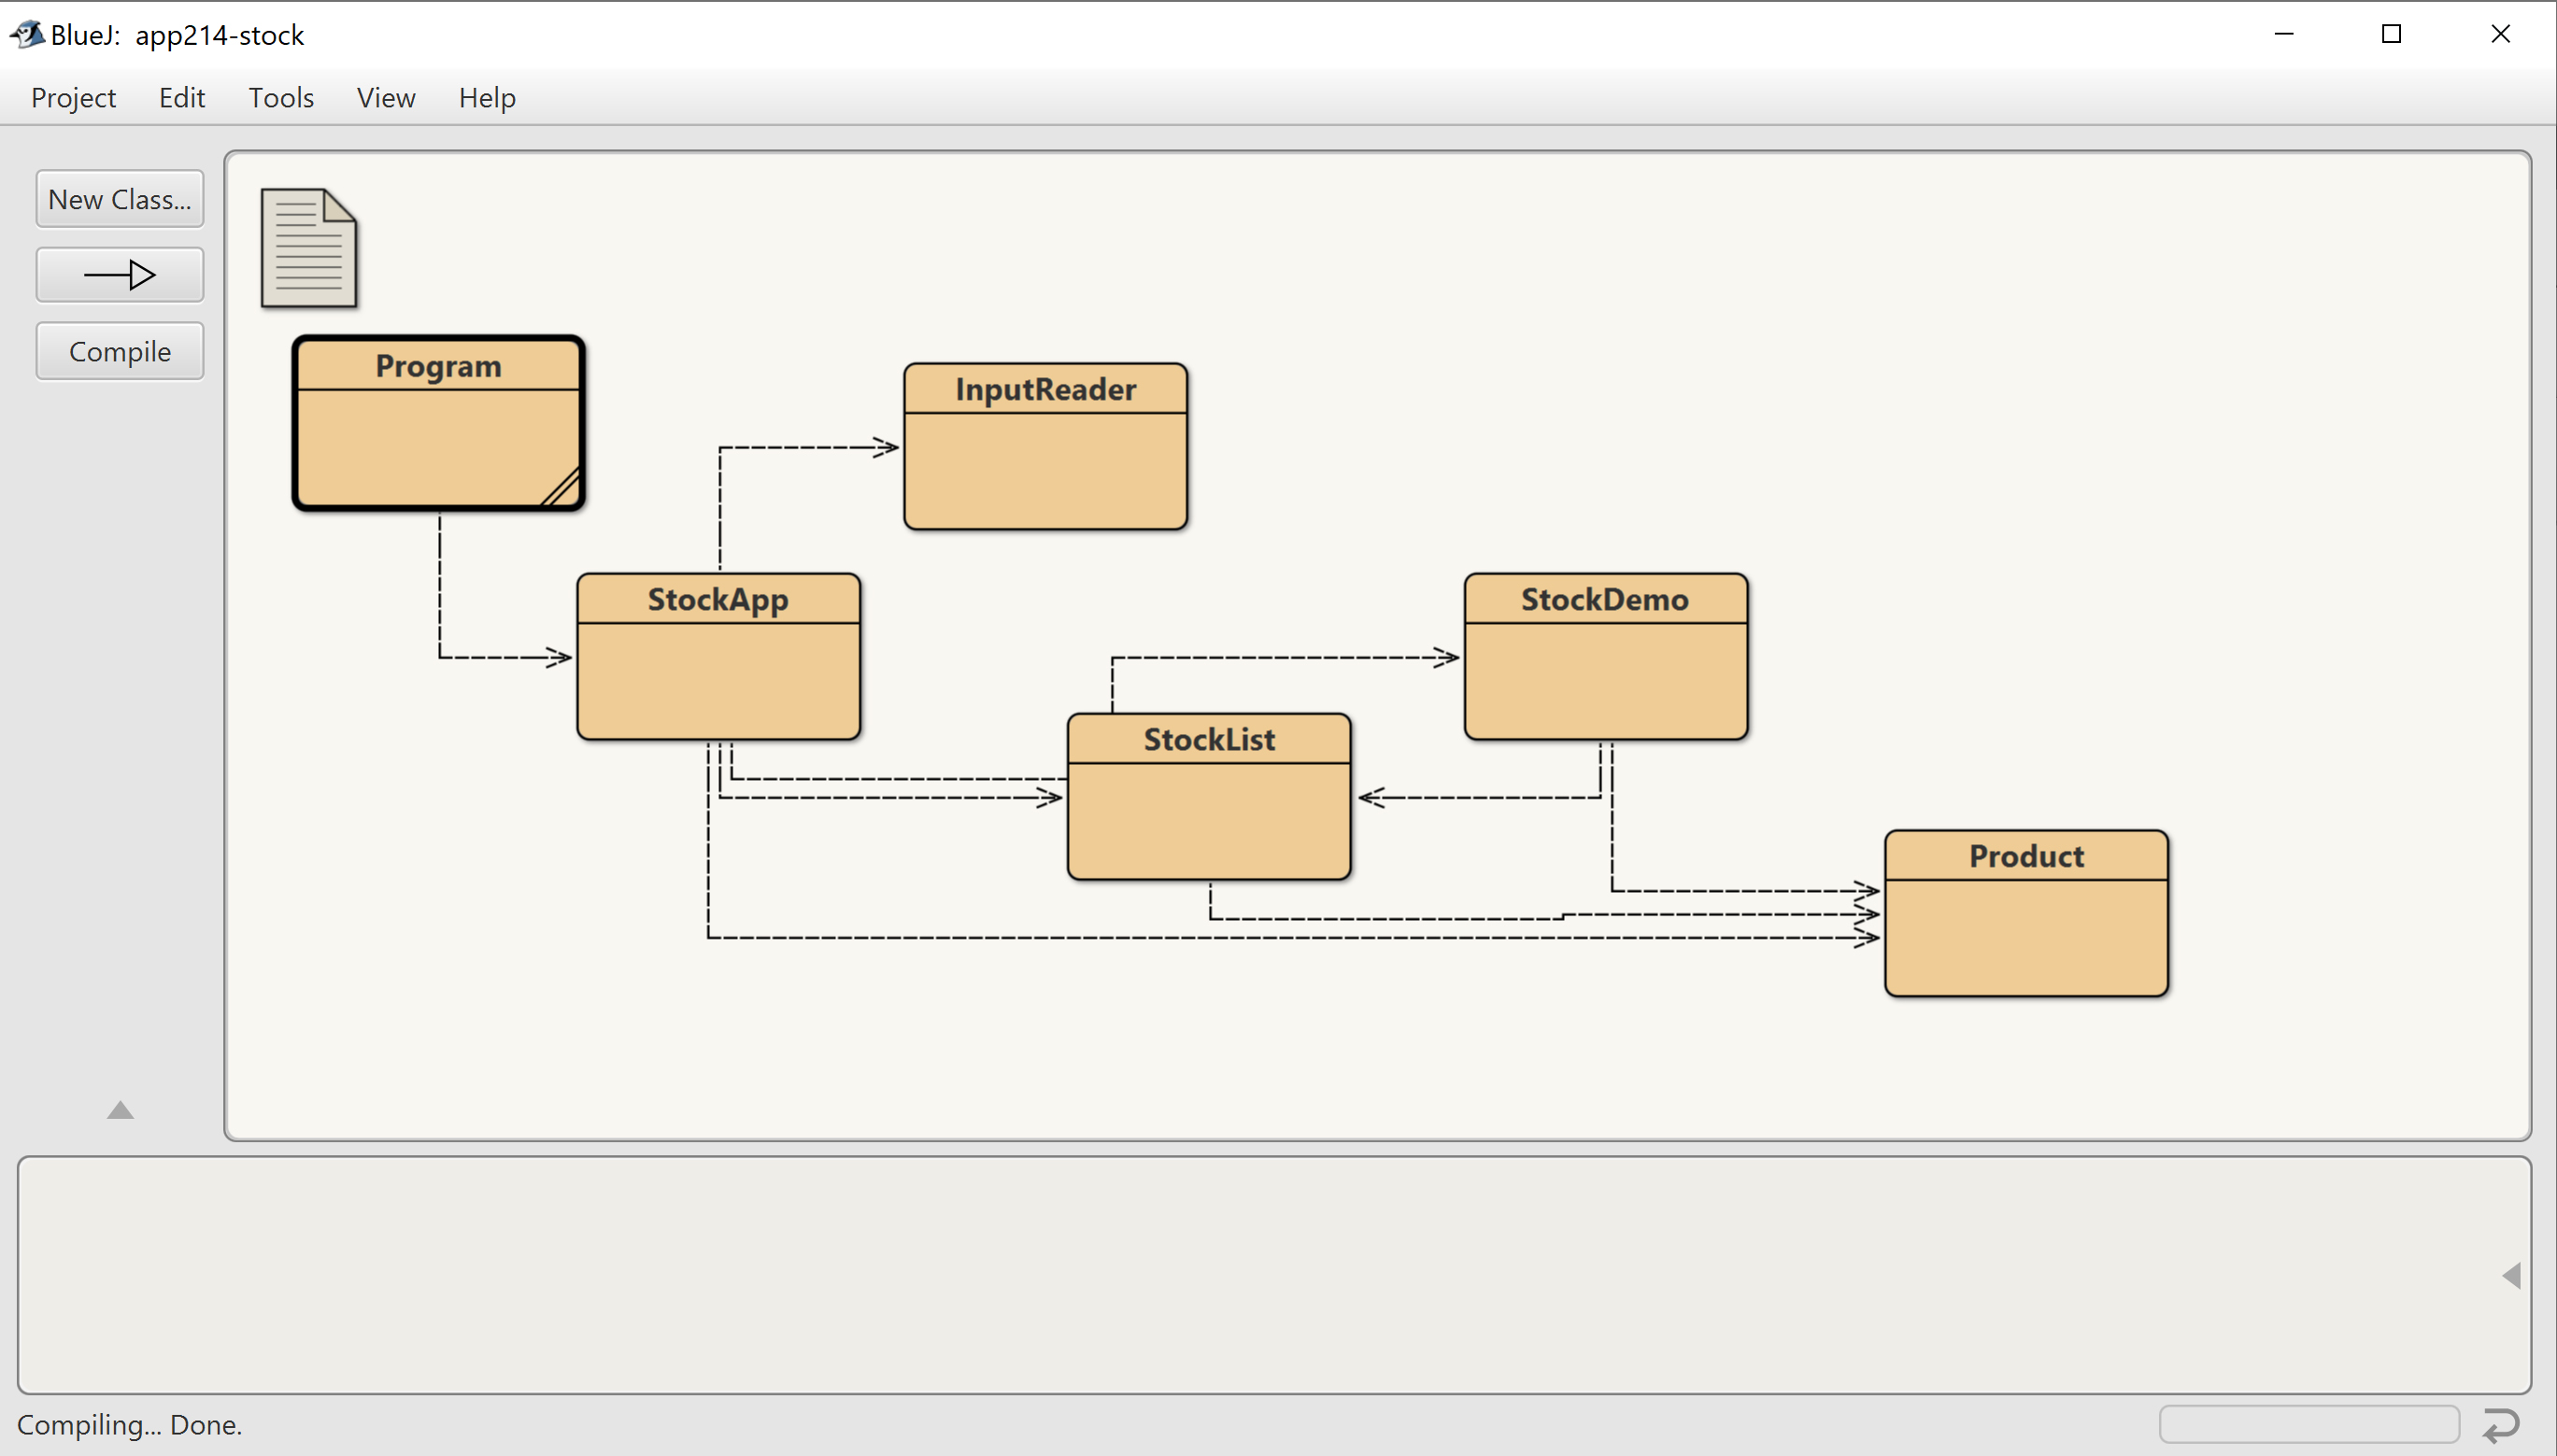 BlueJ:  app214-stock
Project Edit Tools View Help
New Class...
Compile
Program
InputReader
StockApp
StockDemo
StockList
Product
Compiling... Done.